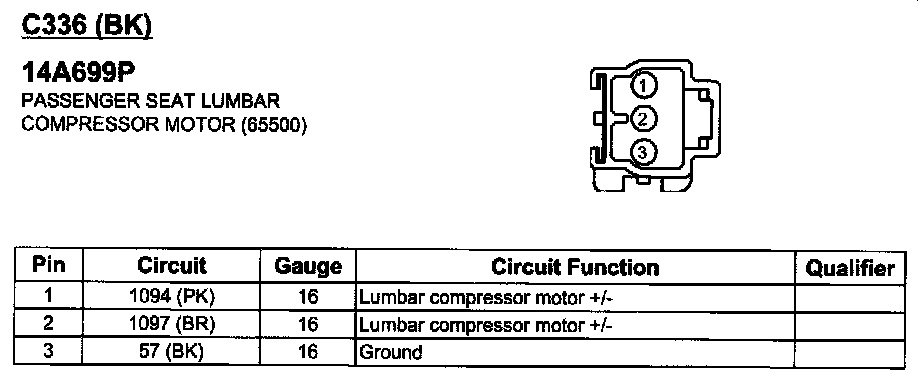 C336 (BK)
14A699P
PASSENGER SEAT LUMBAR
COMPRESSOR MOTOR (65500)
1
2
3
Pin Circuit Gauge Circuit Function Qualifier
1 1094 (PK) 16 Lumbar compressor motor +/-
2 1097 (BR) 16 Lumbar compressor motor +/-
3 57 (BK) 16 Ground